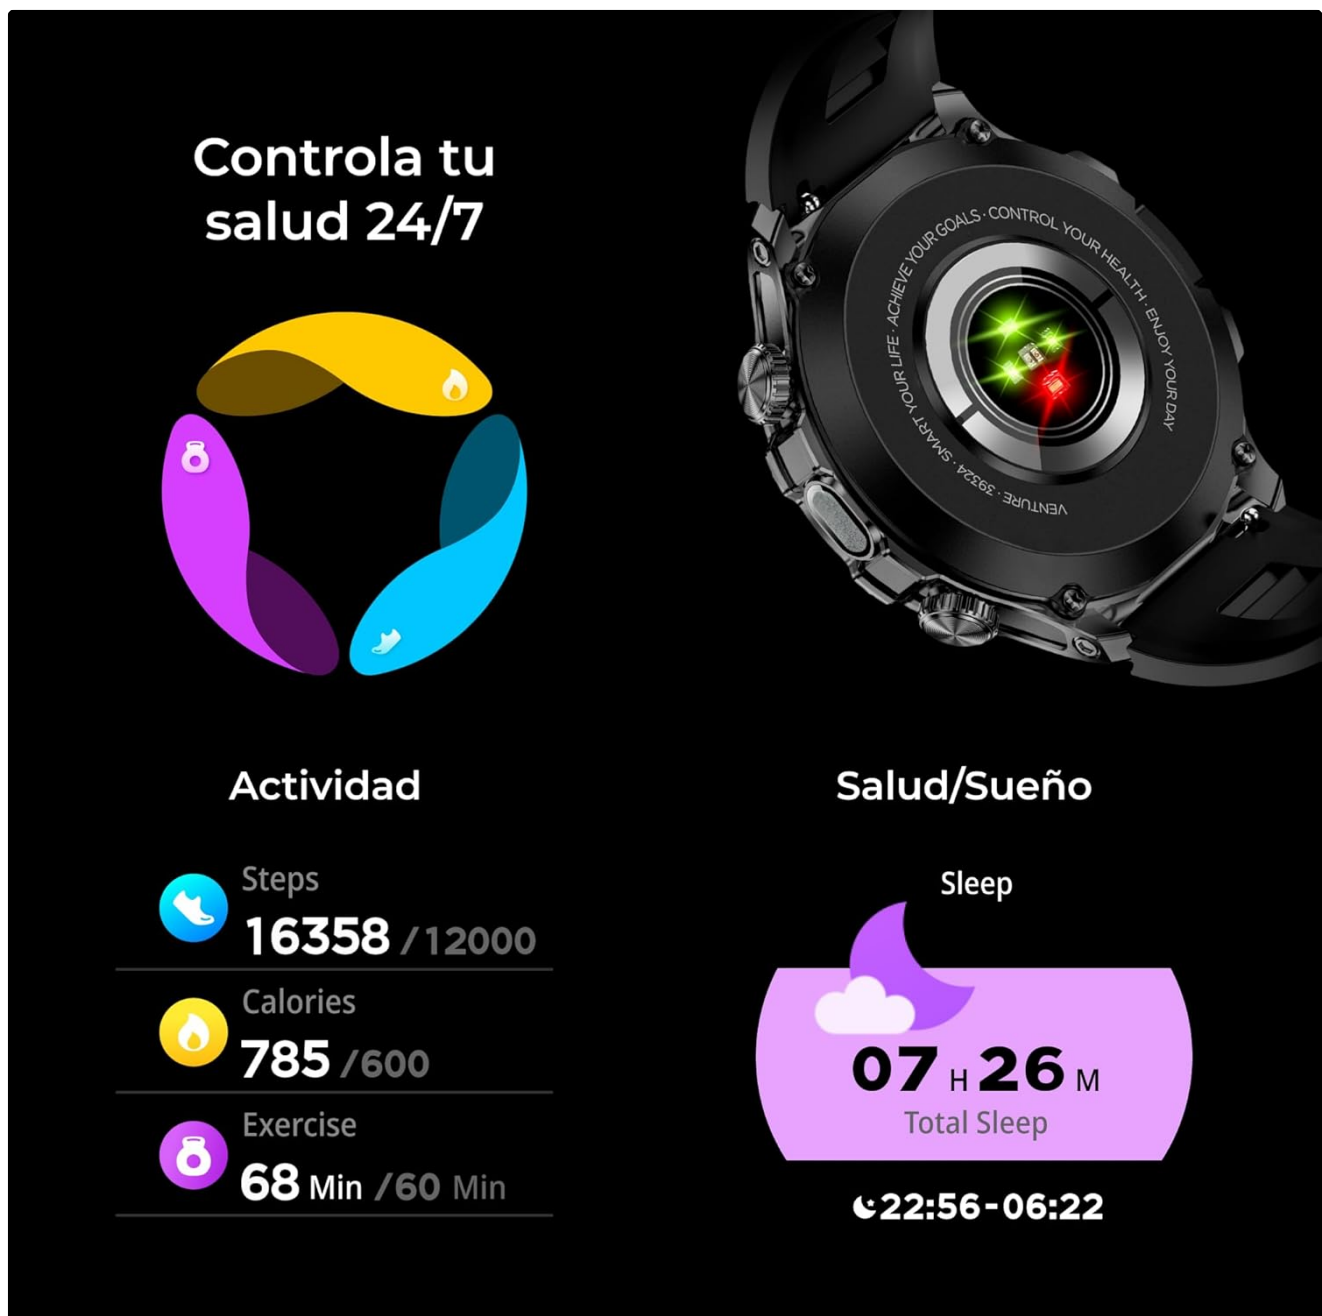 Controla tu
salud 24/7
VENTURE · 39324 · SMART YOUR LIFE · ACHIEVE YOUR GOALS · CONTROL YOUR HEALTH · ENJOY YOUR DAY
Actividad
Steps
16358 /12000
Calories
785 /600
Exercise
68 Min /60 Min
Salud/Sueño
Sleep
07 H 26 M
Total Sleep
22:56-06:22